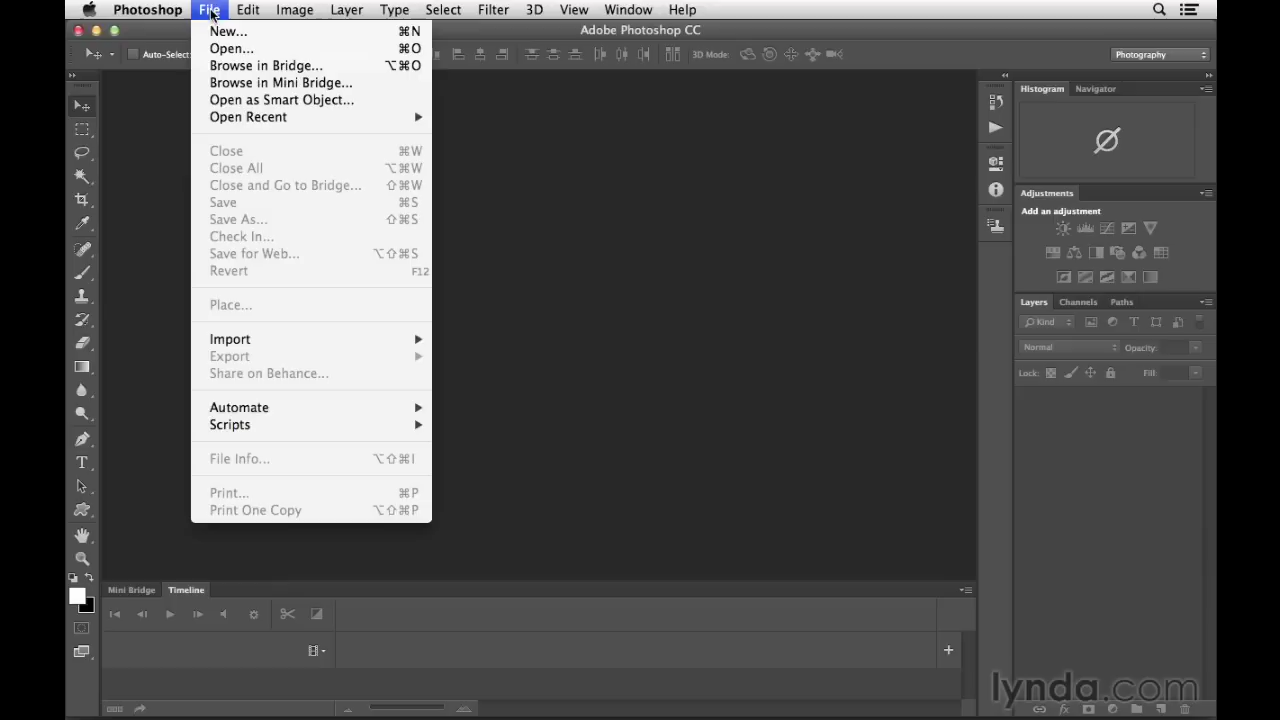 Photoshop File Edit Image Layer Type Select Filter 3D View Window Help
Adobe Photoshop CC
Auto-Select:
3D Mode:
Photography
New... ⌘N
Open... ⌘O
Browse in Bridge... ⌥⌘O
Browse in Mini Bridge...
Open as Smart Object...
Open Recent
Close ⌘W
Close All ⌥⌘W
Close and Go to Bridge... ⇧⌘W
Save ⌘S
Save As... ⇧⌘S
Check In...
Save for Web... ⌥⇧⌘S
Revert F12
Place...
Import
Export
Share on Behance...
Automate
Scripts
File Info... ⌥⇧⌘I
Print... ⌘P
Print One Copy ⌥⇧⌘P
Histogram Navigator
Adjustments
Add an adjustment
Layers Channels Paths
Kind
Normal Opacity:
Lock: Fill:
Mini Bridge Timeline
lynda.com